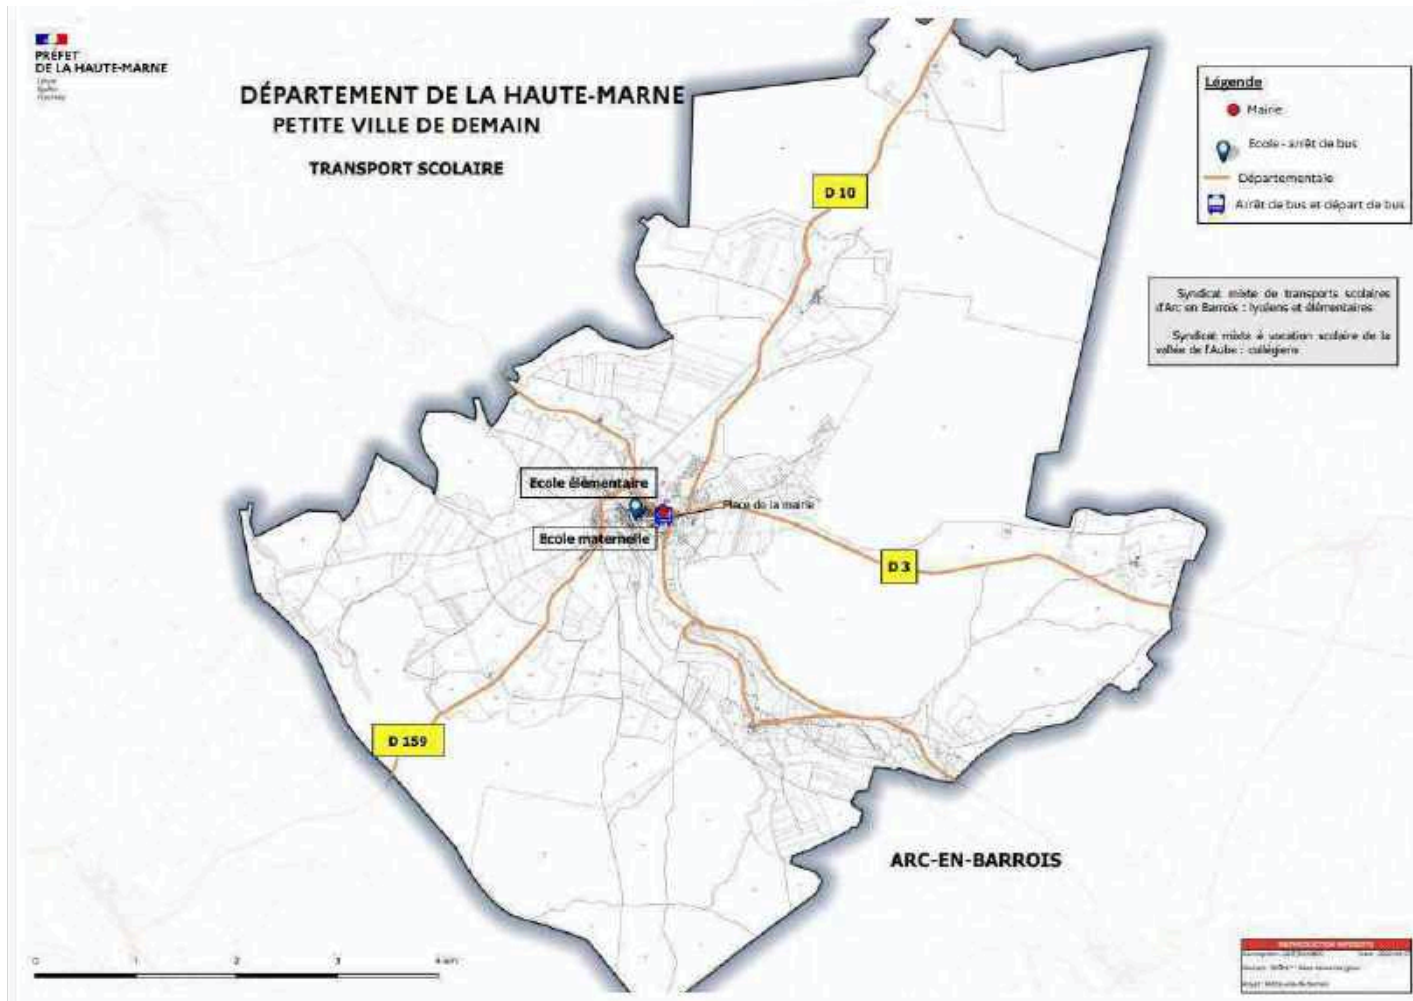 PRÉFET
DE LA HAUTE-MARNE
DÉPARTEMENT DE LA HAUTE-MARNE
PETITE VILLE DE DEMAIN
TRANSPORT SCOLAIRE
Légende
Mairie
Ecole - arrêt de bus
Départementale
Arrêt de bus et départ de bus
Syndicat mixte de transports scolaires
d'Arc en Barrois : lycéens et élémentaires
Syndicat mixte à vocation scolaire de la
vallée de l'Aube : collégiens
D 10
Ecole élémentaire
Place de la mairie
Ecole maternelle
D 3
D 159
ARC-EN-BARROIS
0 1 2 3 4 km
REPRODUCTION INTERDITE